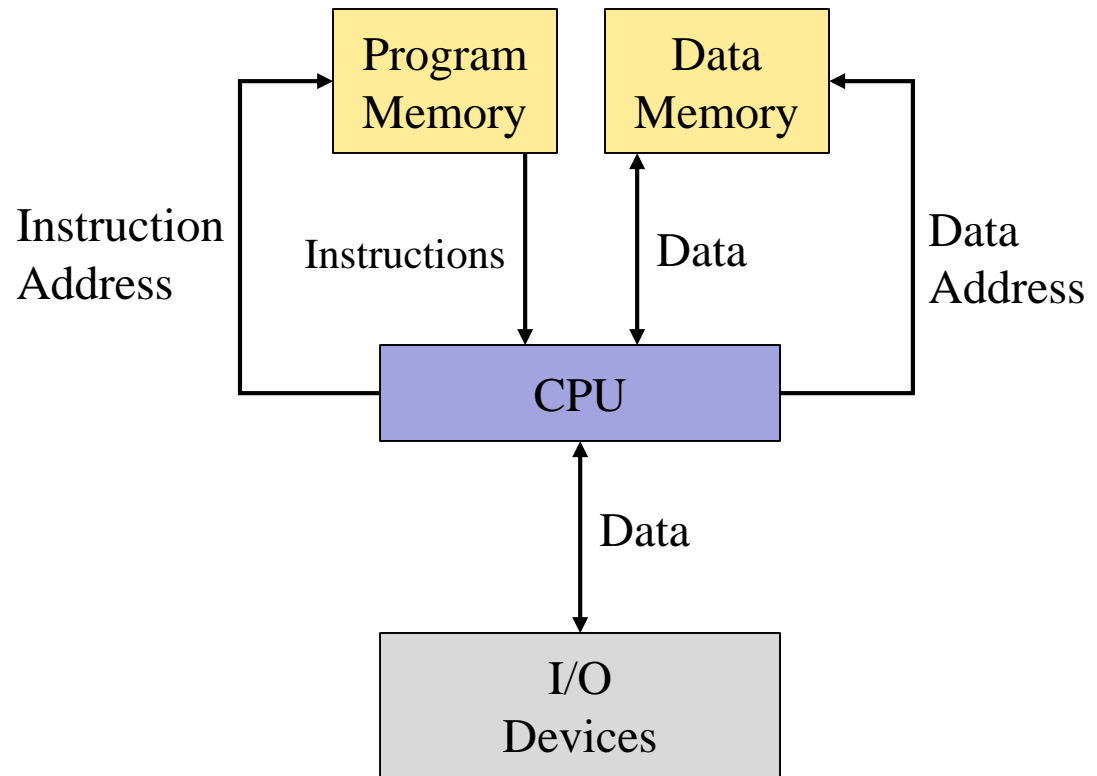 Program
Memory
Data
Memory
Instruction
Address
Instructions
Data
Data
Address
CPU
Data
I/O
Devices